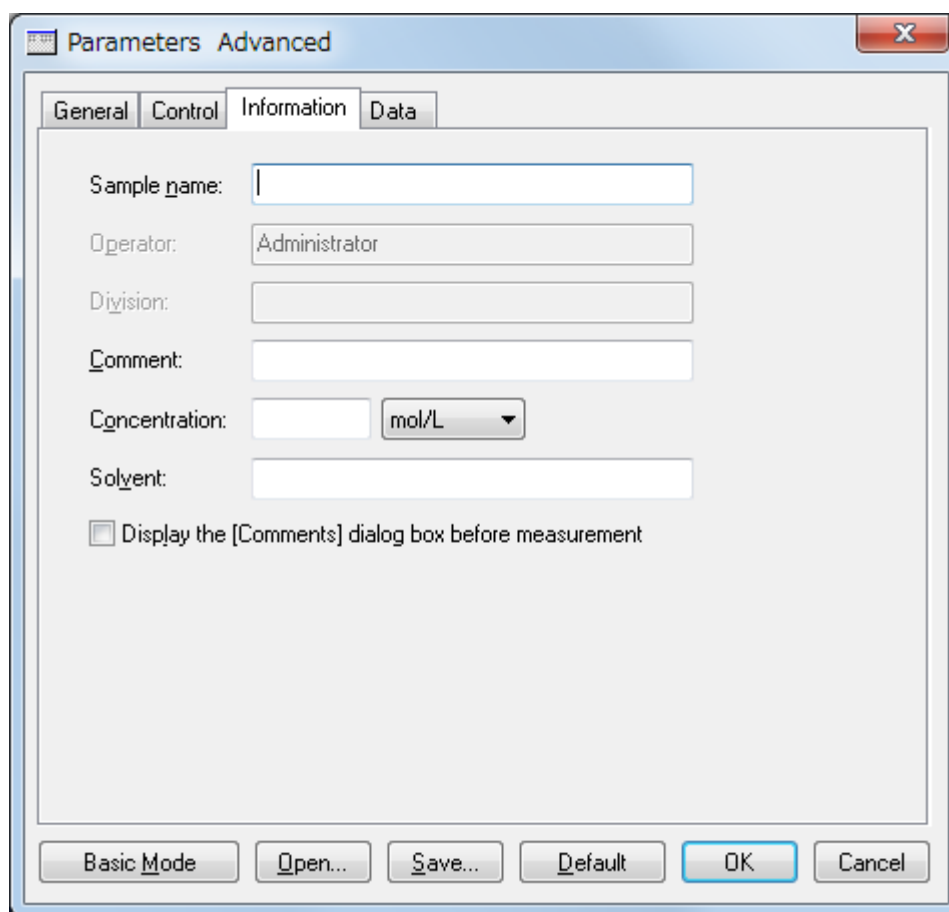 Parameters Advanced
General Control Information Data
Sample name:
Operator: Administrator
Division:
Comment:
Concentration: mol/L
Solvent:
Display the [Comments] dialog box before measurement
Basic Mode Open... Save... Default OK Cancel